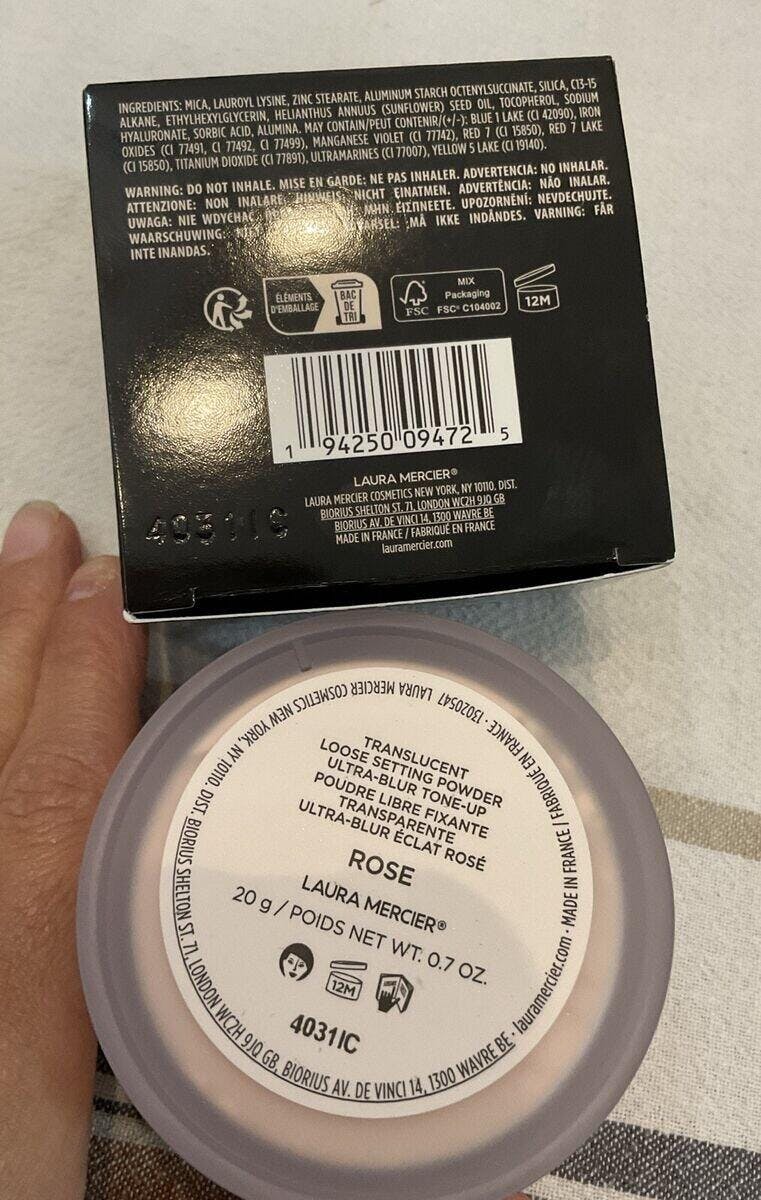 INGREDIENTS: MICA, LAUROYL LYSINE, ZINC STEARATE, ALUMINUM STARCH OCTENYLSUCCINATE, SILICA, C13-15
ALKANE, ETHYLHEXYLGLYCERIN, HELIANTHUS ANNUUS (SUNFLOWER) SEED OIL, TOCOPHEROL, SODIUM
HYALURONATE, SORBIC ACID, ALUMINA. MAY CONTAIN/PEUT CONTENIR/(+/-): BLUE 1 LAKE (CI 42090), IRON
OXIDES (CI 77491, CI 77492, CI 77499), MANGANESE VIOLET (CI 77742), RED 7 (CI 15850), RED 7 LAKE
(CI 15850), TITANIUM DIOXIDE (CI 77891), ULTRAMARINES (CI 77007), YELLOW 5 LAKE (CI 19140).
WARNING: DO NOT INHALE. MISE EN GARDE: NE PAS INHALER. ADVERTENCIA: NO INHALAR.
ATTENZIONE: NON INALARE. HINWEIS: NICHT EINATMEN. ADVERTÊNCIA: NÃO INALAR.
UWAGA: NIE WDYCHAĆ. ΜΗΝ ΕΙΣΠΝΕΕΤΕ. UPOZORNĚNÍ: NEVDECHUJTE.
WAARSCHUWING: MÅ IKKE INDÅNDES. VARNING: FÅR
INTE INANDAS.
ÉLÉMENTS
D'EMBALLAGE
BAC
DE
TRI
FSC
MIX
Packaging
FSC® C104002
12M
1 94250 09472 5
LAURA MERCIER®
LAURA MERCIER COSMETICS NEW YORK, NY 10110. DIST.
BIORIUS SHELTON ST. 71, LONDON WC2H 9JQ GB
BIORIUS AV. DE VINCI 14, 1300 WAVRE BE
MADE IN FRANCE / FABRIQUÉ EN FRANCE
lauramercier.com
40311C
TRANSLUCENT
LOOSE SETTING POWDER
ULTRA-BLUR TONE-UP
POUDRE LIBRE FIXANTE
TRANSPARENTE
ULTRA-BLUR ÉCLAT ROSÉ
ROSE
LAURA MERCIER®
20 g / POIDS NET WT. 0.7 OZ.
12M
40311C
LAURA MERCIER COSMETICS NEW YORK, NY 10110. DIST. BIORIUS SHELTON ST. 71, LONDON WC2H 9JQ GB, BIORIUS AV. DE VINCI 14, 1300 WAVRE BE · lauramercier.com · MADE IN FRANCE / FABRIQUÉ EN FRANCE · 13020547